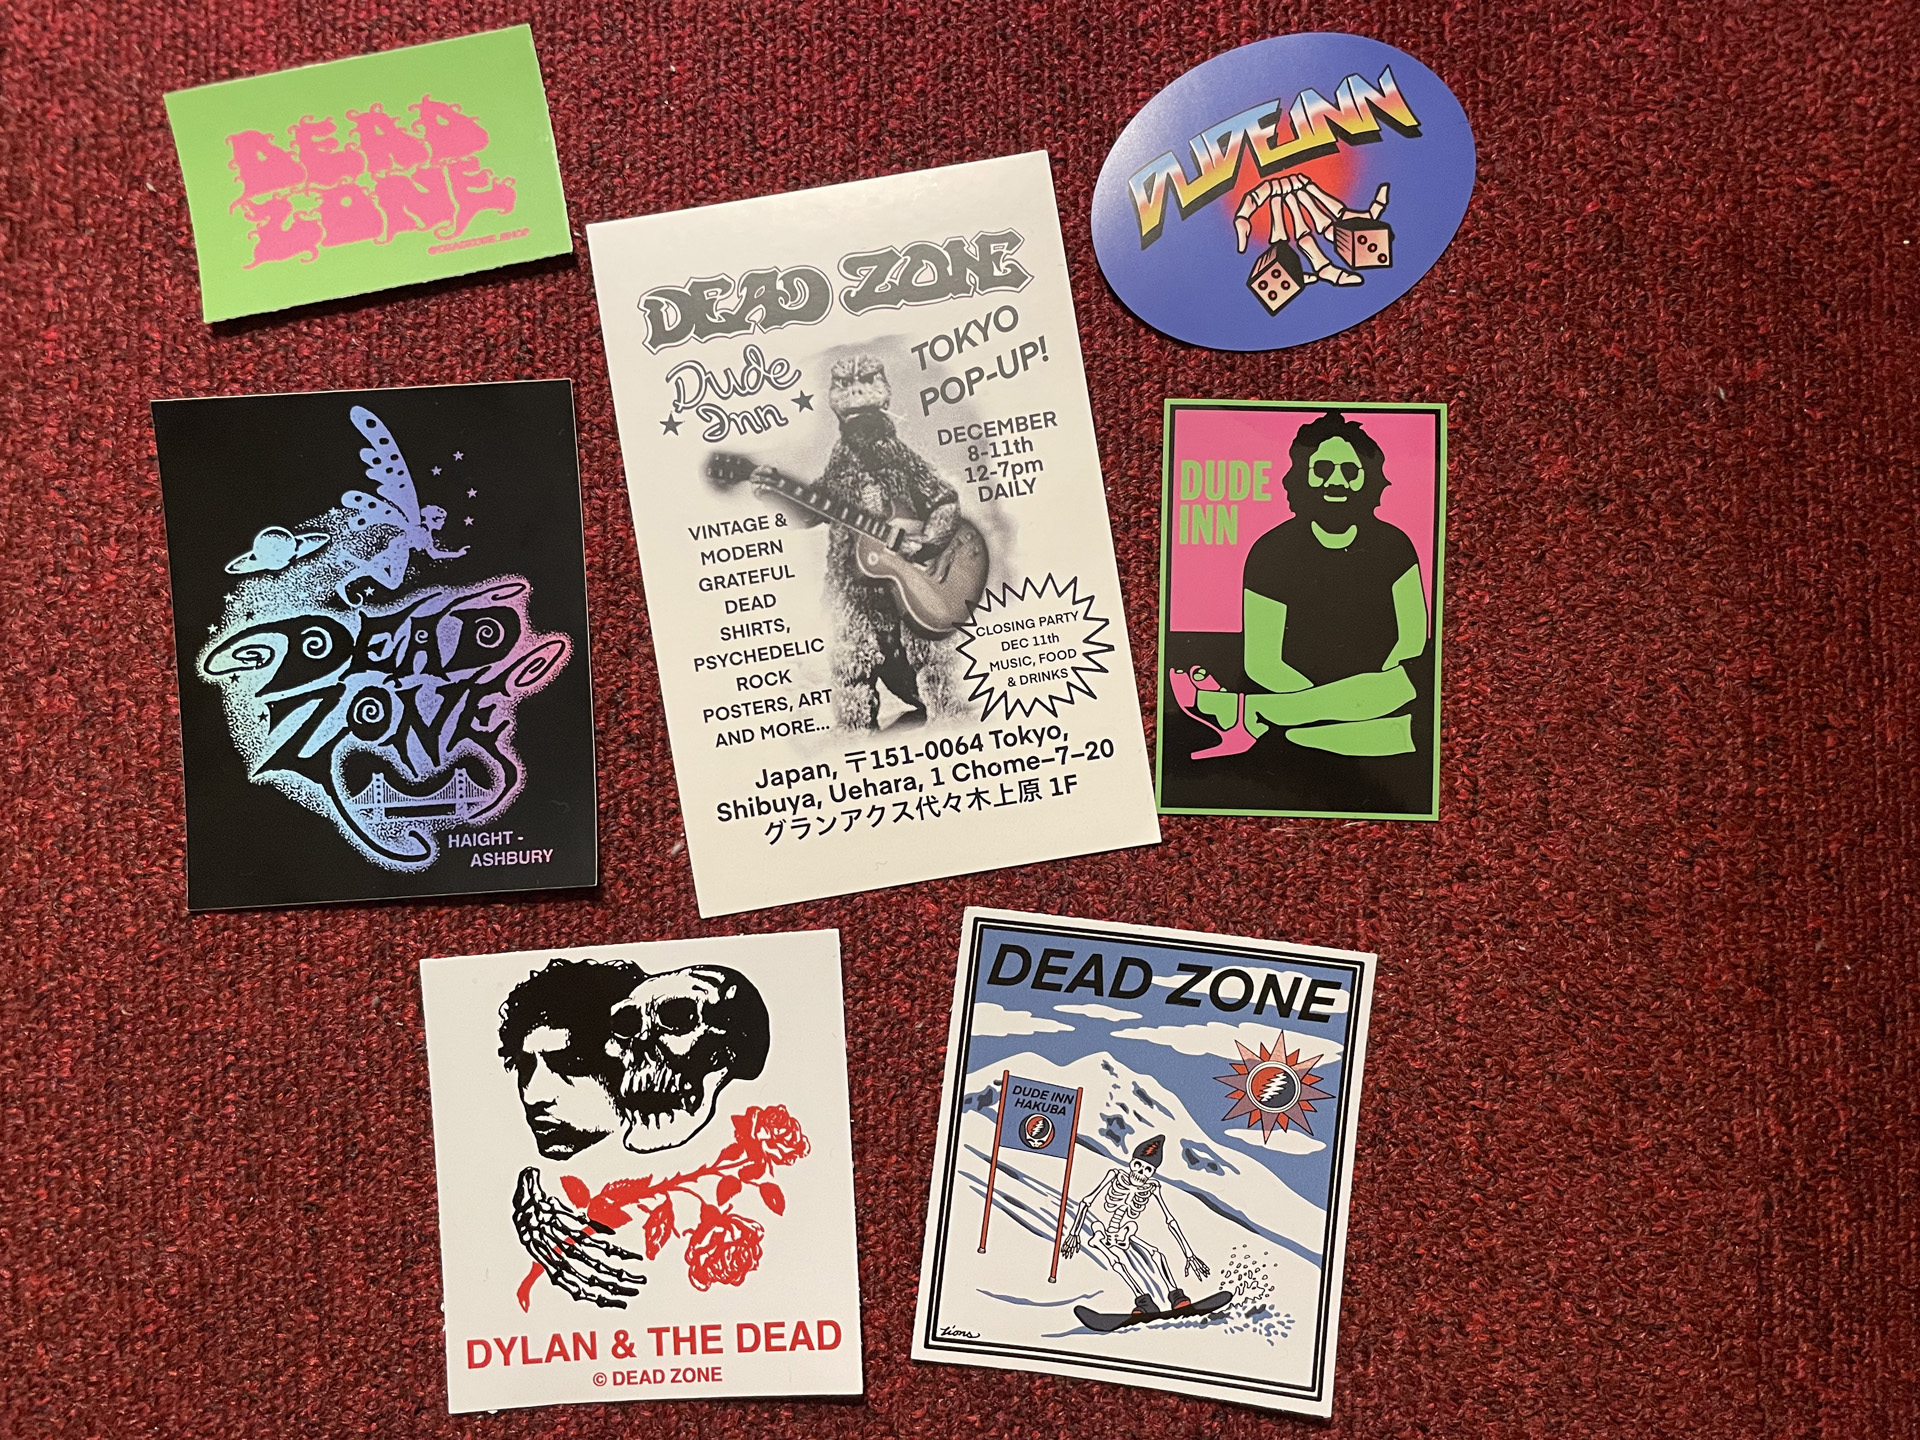 DEAD
ZONE
@DEADZONE_SHOP
DUDE INN
DEAD ZONE
Dude
Inn
TOKYO
POP-UP!
DECEMBER
8-11th
12-7pm
DAILY
VINTAGE &
MODERN
GRATEFUL
DEAD
SHIRTS,
PSYCHEDELIC
ROCK
POSTERS, ART
AND MORE...
CLOSING PARTY
DEC 11th
MUSIC, FOOD
& DRINKS
Japan, 〒151-0064 Tokyo,
Shibuya, Uehara, 1 Chome-7-20
グランアクス代々木上原 1F
DEAD
ZONE
HAIGHT-
ASHBURY
DUDE
INN
DYLAN & THE DEAD
© DEAD ZONE
DEAD ZONE
DUDE INN
HAKUBA
Lions